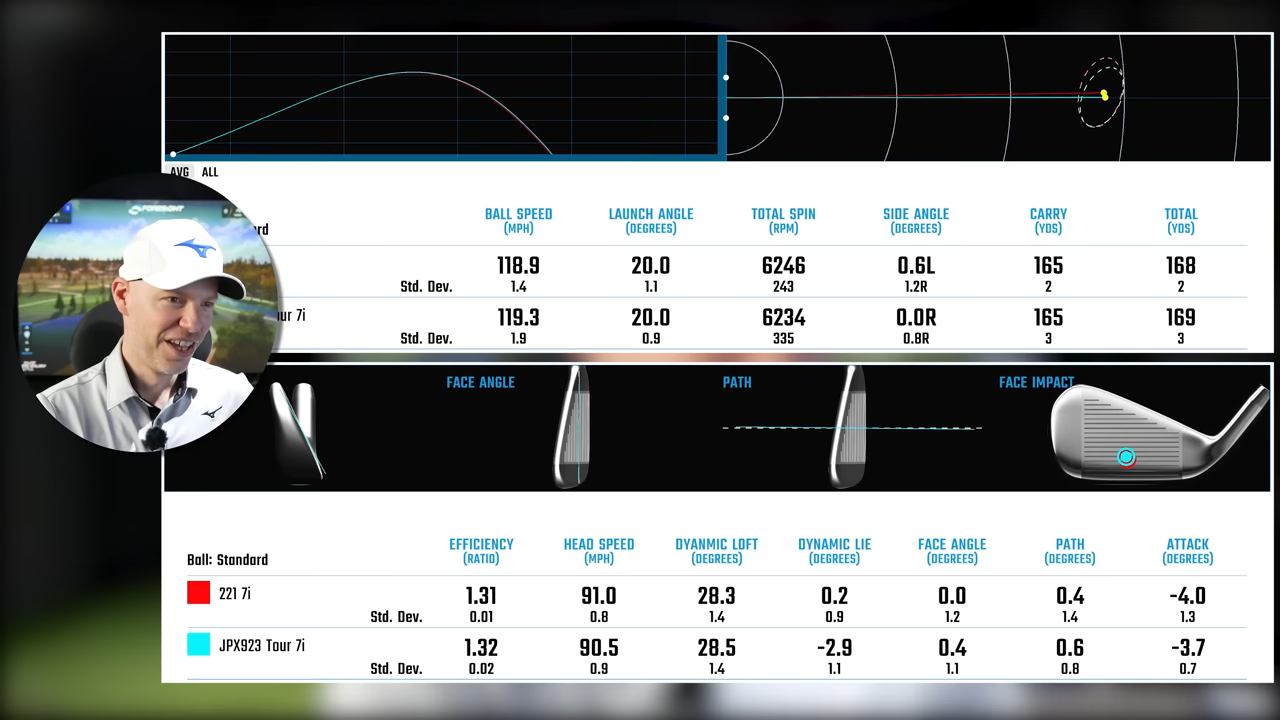 AVG ALL
BALL SPEED LAUNCH ANGLE TOTAL SPIN SIDE ANGLE CARRY TOTAL
(MPH) (DEGREES) (RPM) (DEGREES) (YDS) (YDS)
rd
118.9 20.0 6246 0.6L 165 168
Std. Dev. 1.4 1.1 243 1.2R 2 2
ur 7i 119.3 20.0 6234 0.0R 165 169
Std. Dev. 1.9 0.9 335 0.8R 3 3
FORESIGHT
FACE ANGLE PATH FACE IMPACT
EFFICIENCY HEAD SPEED DYANMIC LOFT DYNAMIC LIE FACE ANGLE PATH ATTACK
(RATIO) (MPH) (DEGREES) (DEGREES) (DEGREES) (DEGREES) (DEGREES)
Ball: Standard
221 7i 1.31 91.0 28.3 0.2 0.0 0.4 -4.0
Std. Dev. 0.01 0.8 1.4 0.9 1.2 1.4 1.3
JPX923 Tour 7i 1.32 90.5 28.5 -2.9 0.4 0.6 -3.7
Std. Dev. 0.02 0.9 1.4 1.1 1.1 0.8 0.7